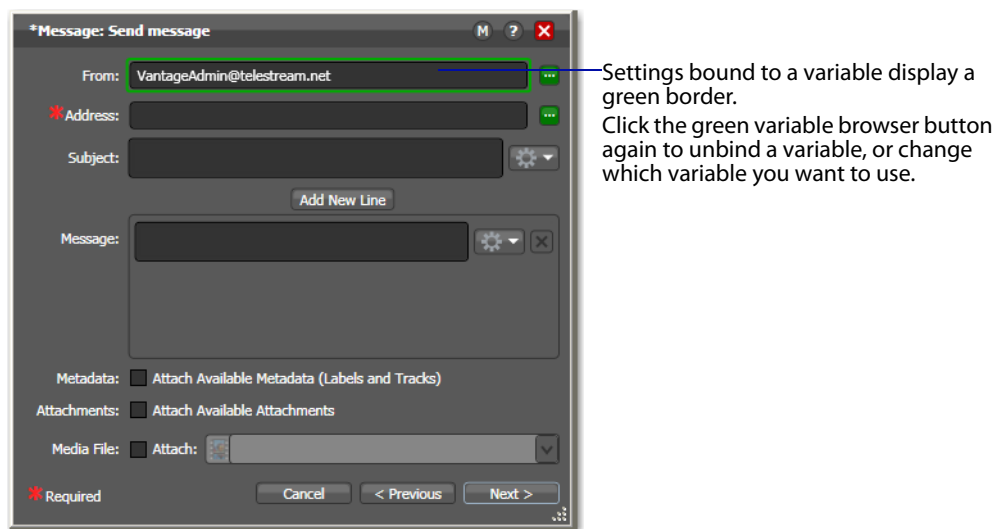 *Message: Send message M ?
From: VantageAdmin@telestream.net ...
Settings bound to a variable display a
green border.
Click the green variable browser button
again to unbind a variable, or change
which variable you want to use.
*Address: ...
Subject:
Add New Line
Message:
Metadata: Attach Available Metadata (Labels and Tracks)
Attachments: Attach Available Attachments
Media File: Attach:
*Required Cancel < Previous Next >